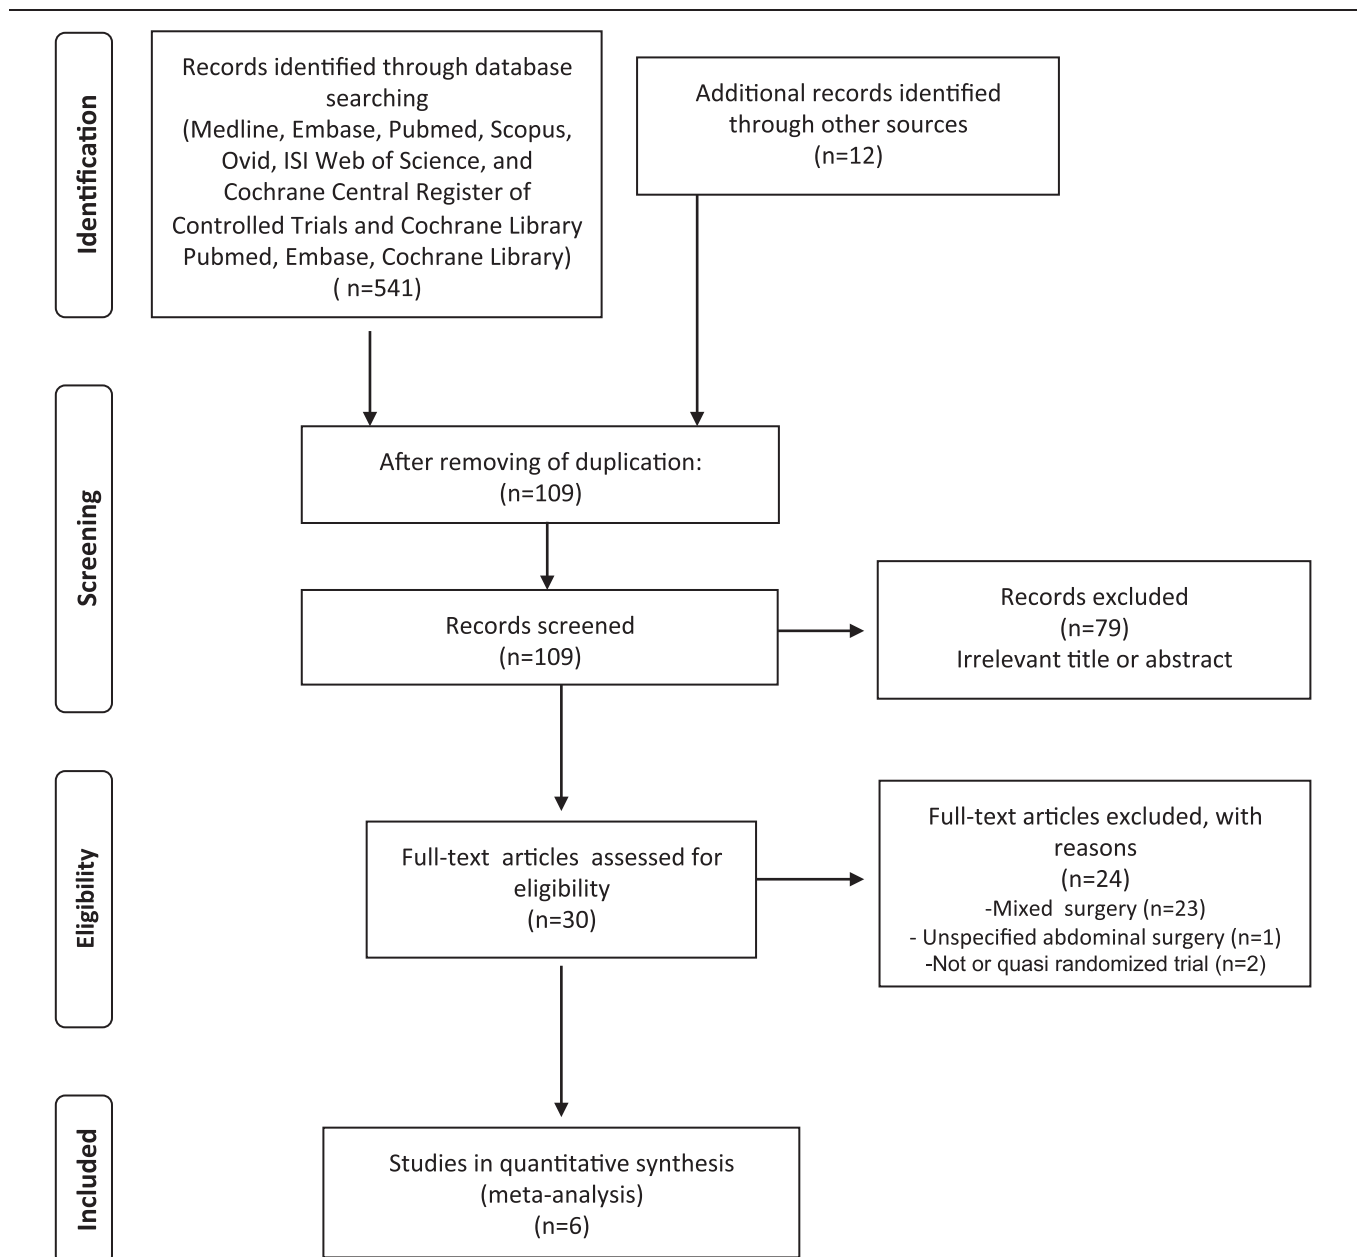 Identification
Records identified through database
searching
(Medline, Embase, Pubmed, Scopus,
Ovid, ISI Web of Science, and
Cochrane Central Register of
Controlled Trials and Cochrane Library
Pubmed, Embase, Cochrane Library)
( n=541)
Additional records identified
through other sources
(n=12)
Screening
After removing of duplication:
(n=109)
Records screened
(n=109)
Records excluded
(n=79)
Irrelevant title or abstract
Eligibility
Full-text articles assessed for
eligibility
(n=30)
Full-text articles excluded, with
reasons
(n=24)
-Mixed surgery (n=23)
- Unspecified abdominal surgery (n=1)
-Not or quasi randomized trial (n=2)
Included
Studies in quantitative synthesis
(meta-analysis)
(n=6)